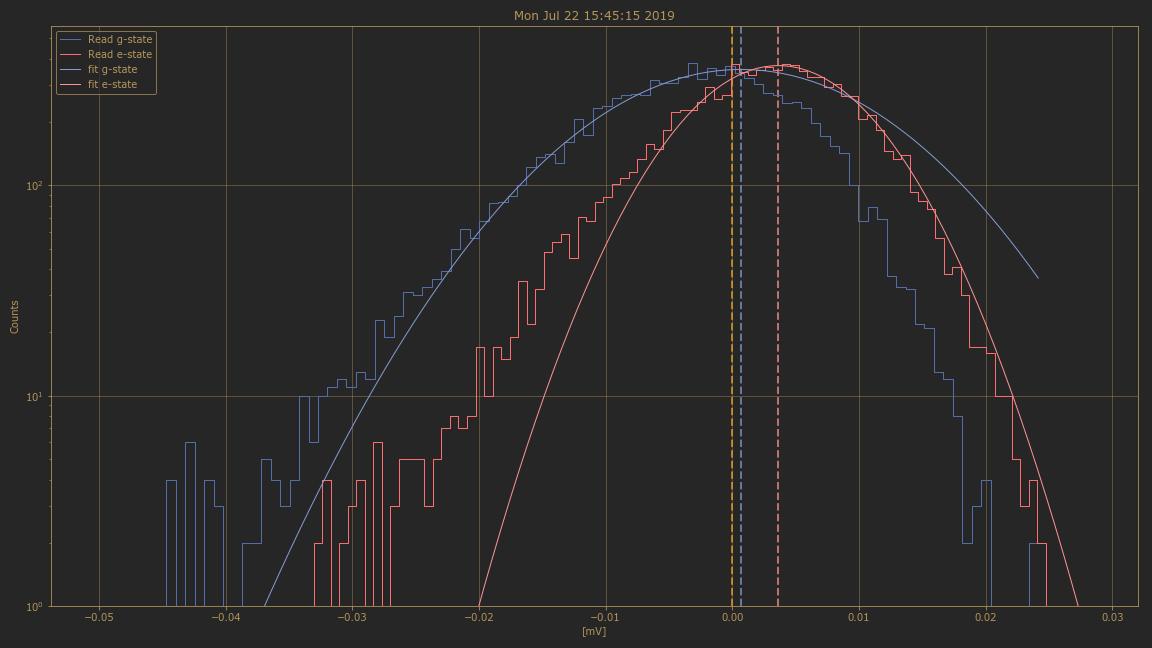 Mon Jul 22 15:45:15 2019
Read g-state
Read e-state
fit g-state
fit e-state
Counts
10²
10¹
10⁰
−0.05 −0.04 −0.03 −0.02 −0.01 0.00 0.01 0.02 0.03
[mV]